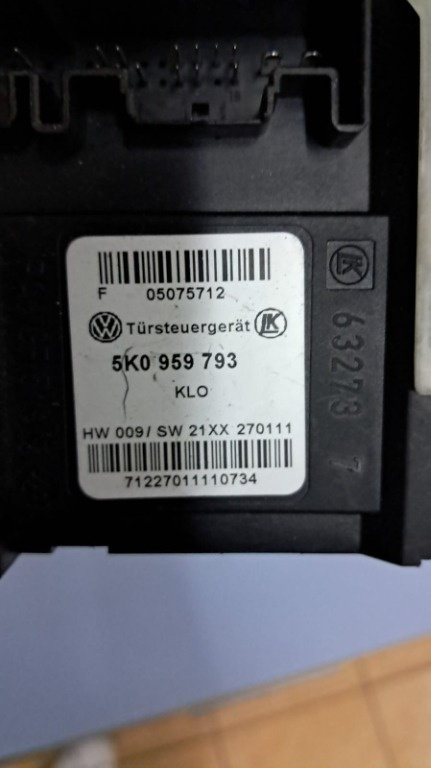 F 05075712
Türsteuergerät
5K0 959 793
KLO
HW 009/ SW 21XX 270111
71227011110734
K
63273 7